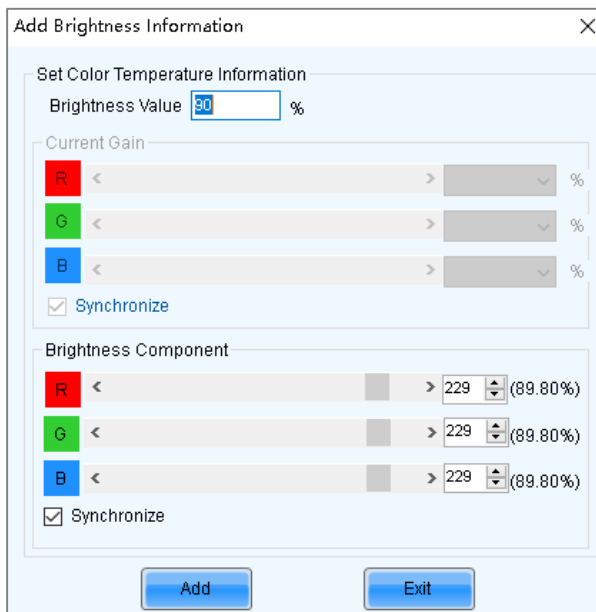 Add Brightness Information
Set Color Temperature Information
Brightness Value 90 %
Current Gain
R %
G %
B %
Synchronize
Brightness Component
R 229 (89.80%)
G 229 (89.80%)
B 229 (89.80%)
Synchronize
Add Exit